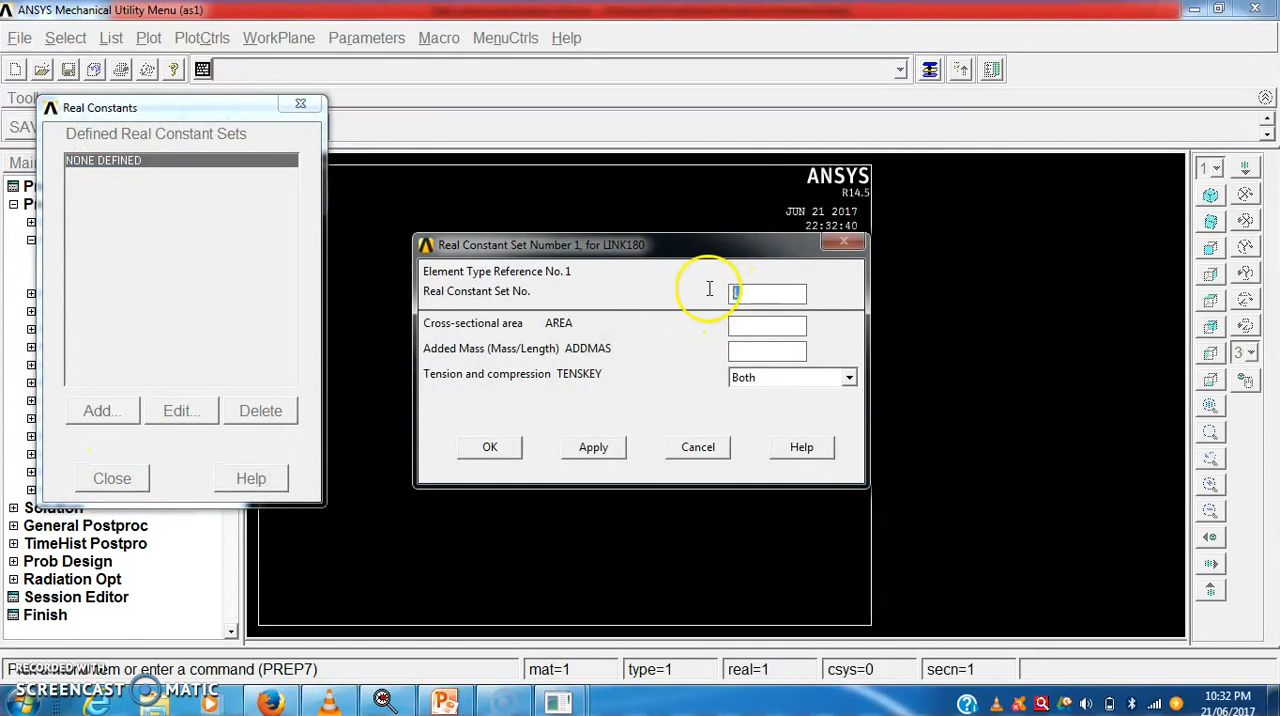 ANSYS Mechanical Utility Menu (as1)
File Select List Plot PlotCtrls WorkPlane Parameters Macro MenuCtrls Help
Real Constants
Defined Real Constant Sets
NONE DEFINED
Add... Edit... Delete
Close Help
ANSYS
R14.5
JUN 21 2017
22:32:40
Real Constant Set Number 1, for LINK180
Element Type Reference No. 1
Real Constant Set No. 1
Cross-sectional area AREA
Added Mass (Mass/Length) ADDMAS
Tension and compression TENSKEY Both
OK Apply Cancel Help
1
3
General Postproc
TimeHist Postpro
Prob Design
Radiation Opt
Session Editor
Finish
menu item or enter a command (PREP7) mat=1 type=1 real=1 csys=0 secn=1
RECORDED WITH
SCREENCAST MATIC
10:32 PM
21/06/2017